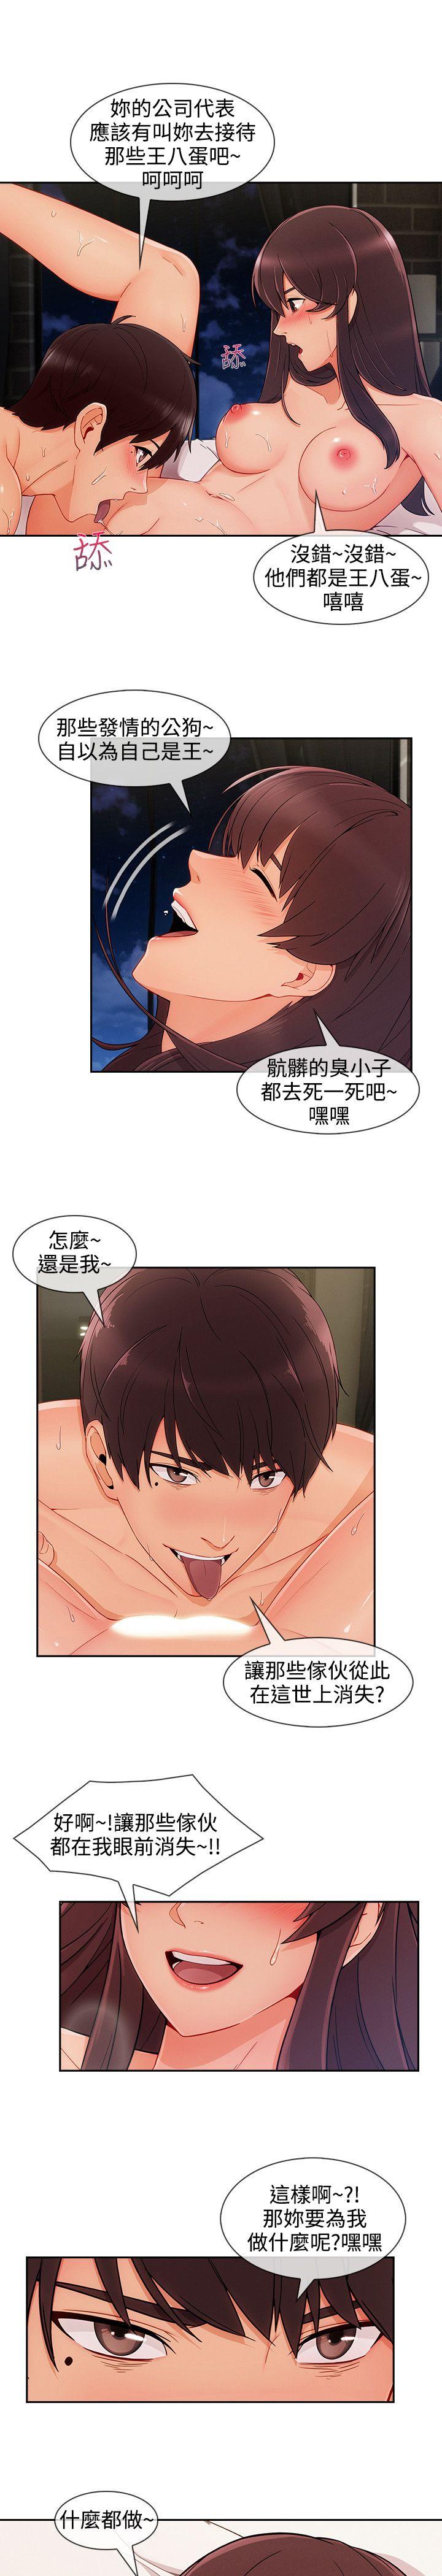 妳的公司代表
應該有叫妳去接待
那些王八蛋吧~
呵呵呵
舔
舔.
沒錯~沒錯~
他們都是王八蛋~
嘻嘻
那些發情的公狗~
自以為自己是王~
骯髒的臭小子
都去死一死吧~
嘿嘿
怎麼~
還是我~
讓那些傢伙從此
在這世上消失?
好啊~!讓那些傢伙
都在我眼前消失~!!
這樣啊~?!
那妳要為我
做什麼呢?嘿嘿
什麼都做~